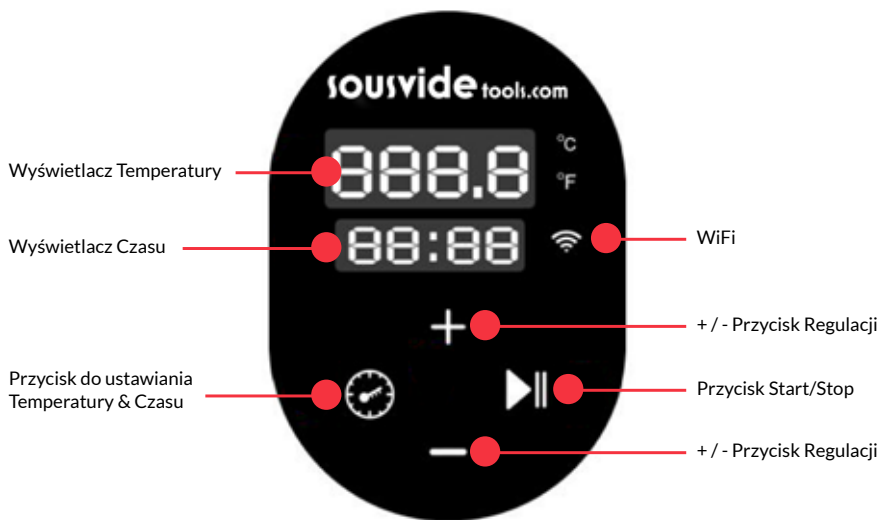 sousvide tools.com
888.8
°C
°F
Wyświetlacz Temperatury
88:88
Wyświetlacz Czasu
WiFi
+ / - Przycisk Regulacji
Przycisk do ustawiania
Temperatury & Czasu
Przycisk Start/Stop
+ / - Przycisk Regulacji